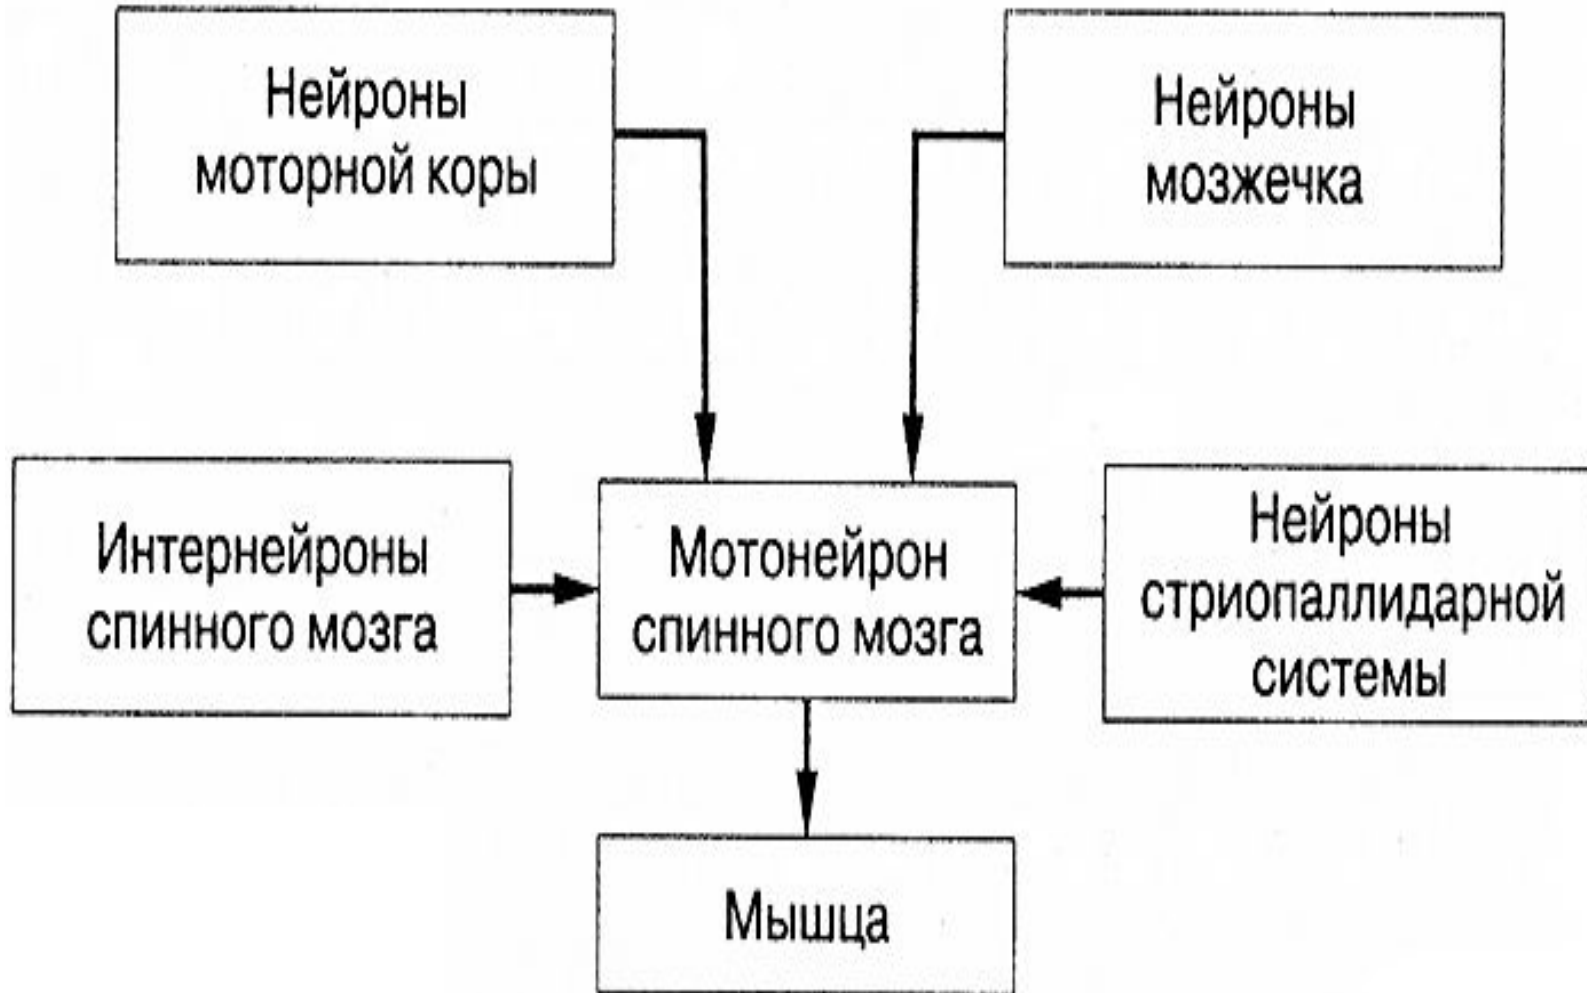 Нейроны
моторной коры
Нейроны
мозжечка
Интернейроны
спинного мозга
Мотонейрон
спинного мозга
Нейроны
стриопаллидарной
системы
Мышца